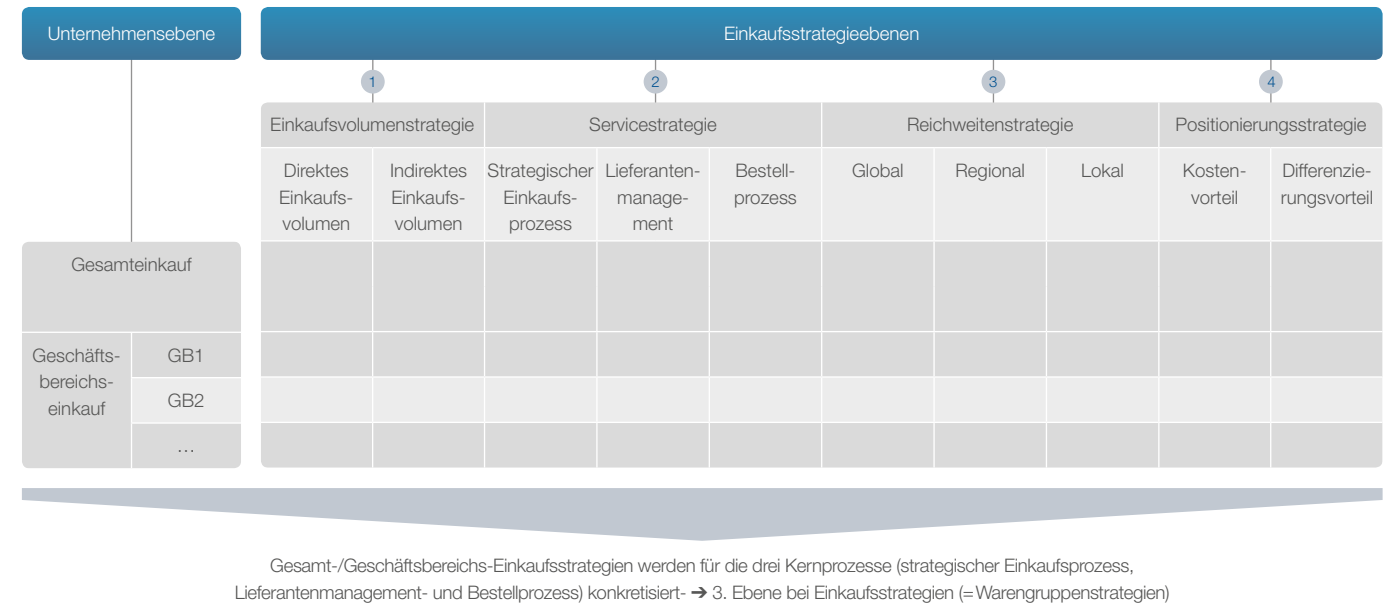 Unternehmensebene
Einkaufsstrategieebenen
1
2
3
4
Einkaufsvolumenstrategie
Servicestrategie
Reichweitenstrategie
Positionierungsstrategie
Direktes
Einkaufs-
volumen
Indirektes
Einkaufs-
volumen
Strategischer
Einkaufs-
prozess
Lieferanten-
manage-
ment
Bestell-
prozess
Global
Regional
Lokal
Kosten-
vorteil
Differenzie-
rungsvorteil
Gesamteinkauf
Geschäfts-
bereichs-
einkauf
GB1
GB2
…
Gesamt-/Geschäftsbereichs-Einkaufsstrategien werden für die drei Kernprozesse (strategischer Einkaufsprozess,
Lieferantenmanagement- und Bestellprozess) konkretisiert- ➔ 3. Ebene bei Einkaufsstrategien (= Warengruppenstrategien)